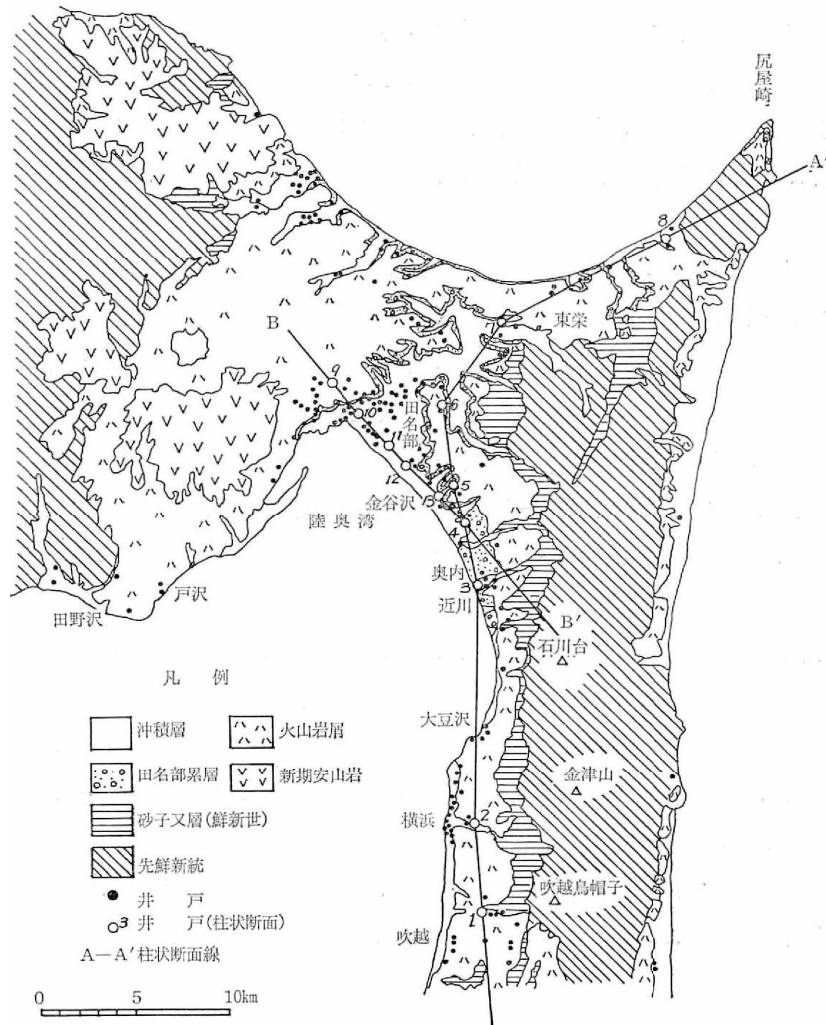 尻屋崎
A'
8
B
7
東栄
9
10
田名部
6
11
12
5
13
金谷沢
陸奥湾
4
奥内
3
近川
戸沢
田野沢
B'
石川台
大豆沢
金津山
横浜
2
吹越烏帽子
1
吹越
凡例
沖積層
火山岩屑
田名部累層
新期安山岩
砂子又層(鮮新世)
先鮮新統
井戸
3 井戸(柱状断面)
A-A'柱状断面線
0 5 10km